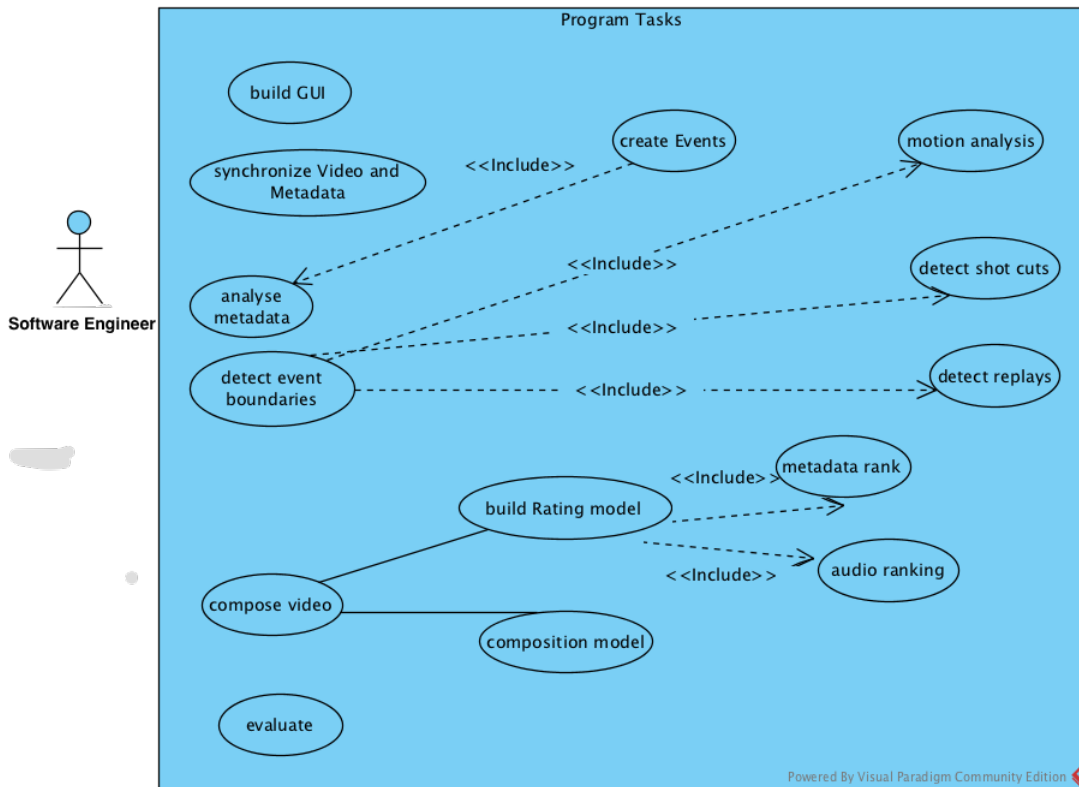 Program Tasks
build GUI
create Events
motion analysis
<<Include>>
synchronize Video and
Metadata
<<Include>>
detect shot cuts
analyse
metadata
Software Engineer
<<Include>>
detect event
boundaries
<<Include>>
detect replays
metadata rank
<<Include>>
build Rating model
audio ranking
<<Include>>
compose video
composition model
evaluate
Powered By Visual Paradigm Community Edition